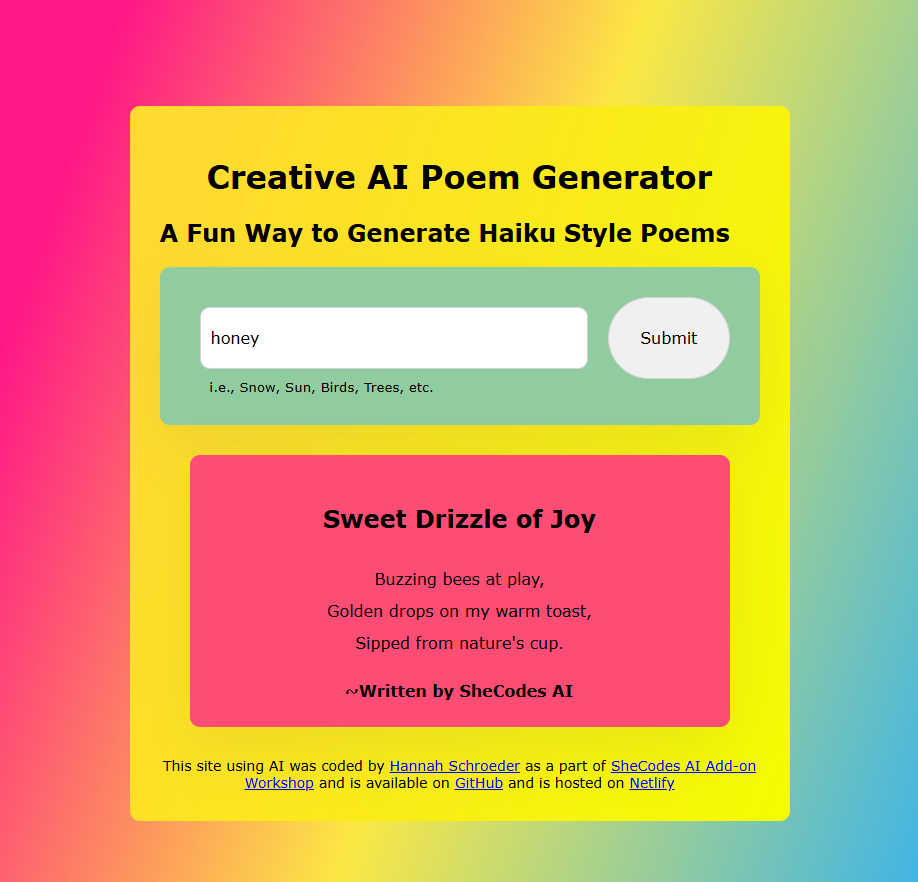 Creative AI Poem Generator
A Fun Way to Generate Haiku Style Poems
honey
Submit
i.e., Snow, Sun, Birds, Trees, etc.
Sweet Drizzle of Joy
Buzzing bees at play,
Golden drops on my warm toast,
Sipped from nature's cup.
~Written by SheCodes AI
This site using AI was coded by Hannah Schroeder as a part of SheCodes AI Add-on
Workshop and is available on GitHub and is hosted on Netlify